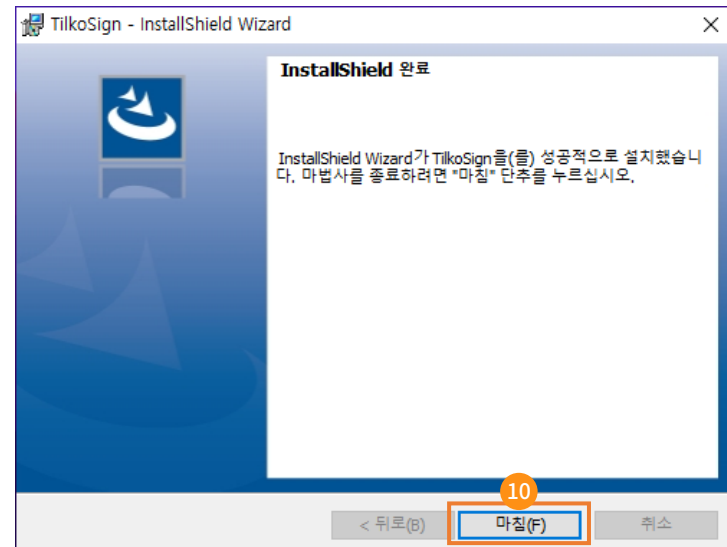 TilkoSign - InstallShield Wizard
InstallShield 완료
InstallShield Wizard가 TilkoSign을(를) 성공적으로 설치했습니
다. 마법사를 종료하려면 "마침" 단추를 누르십시오.
10
< 뒤로(B) 마침(F) 취소